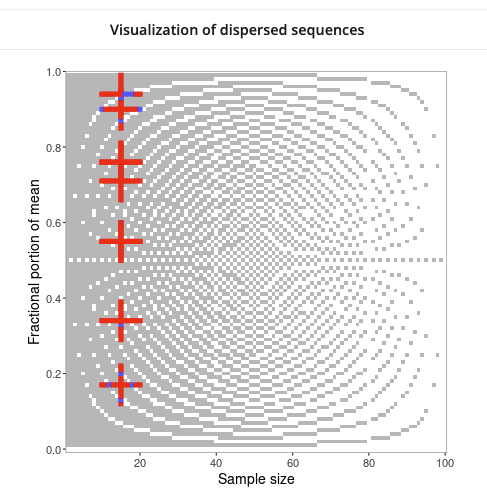 Visualization of dispersed sequences
1.0
0.8
0.6
0.4
0.2
0.0
Fractional portion of mean
20 40 60 80 100
Sample size